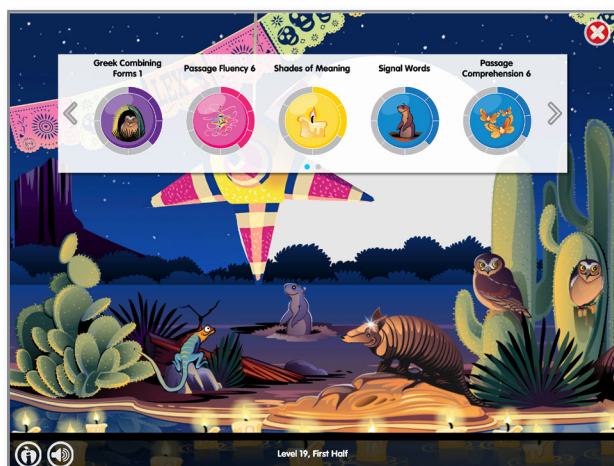 Greek Combining
Forms 1
Passage Fluency 6
Shades of Meaning
Signal Words
Passage
Comprehension 6
Level 19, First Half